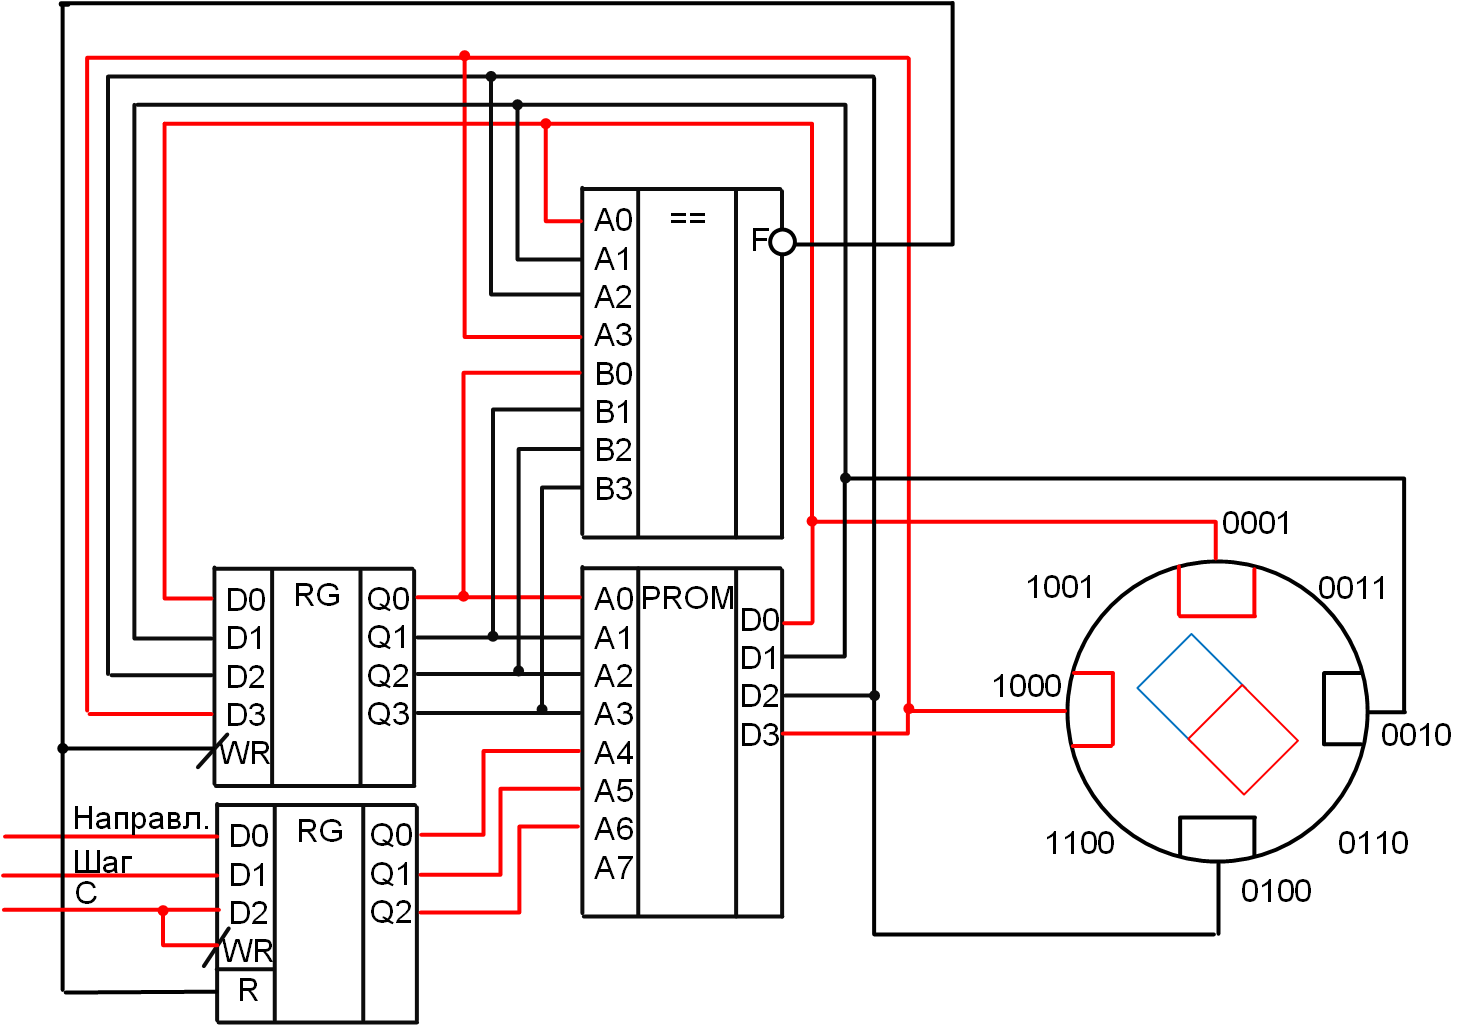 A0 == F
A1
A2
A3
B0
B1
B2
B3
D0 RG Q0
D1 Q1
D2 Q2
D3 Q3
WR
A0 PROM D0
A1 D1
A2 D2
A3 D3
A4
A5
A6
A7
Направл. D0 RG Q0
Шаг D1 Q1
C D2 Q2
WR
R
0001
1001 0011
1000 0010
1100 0110
0100